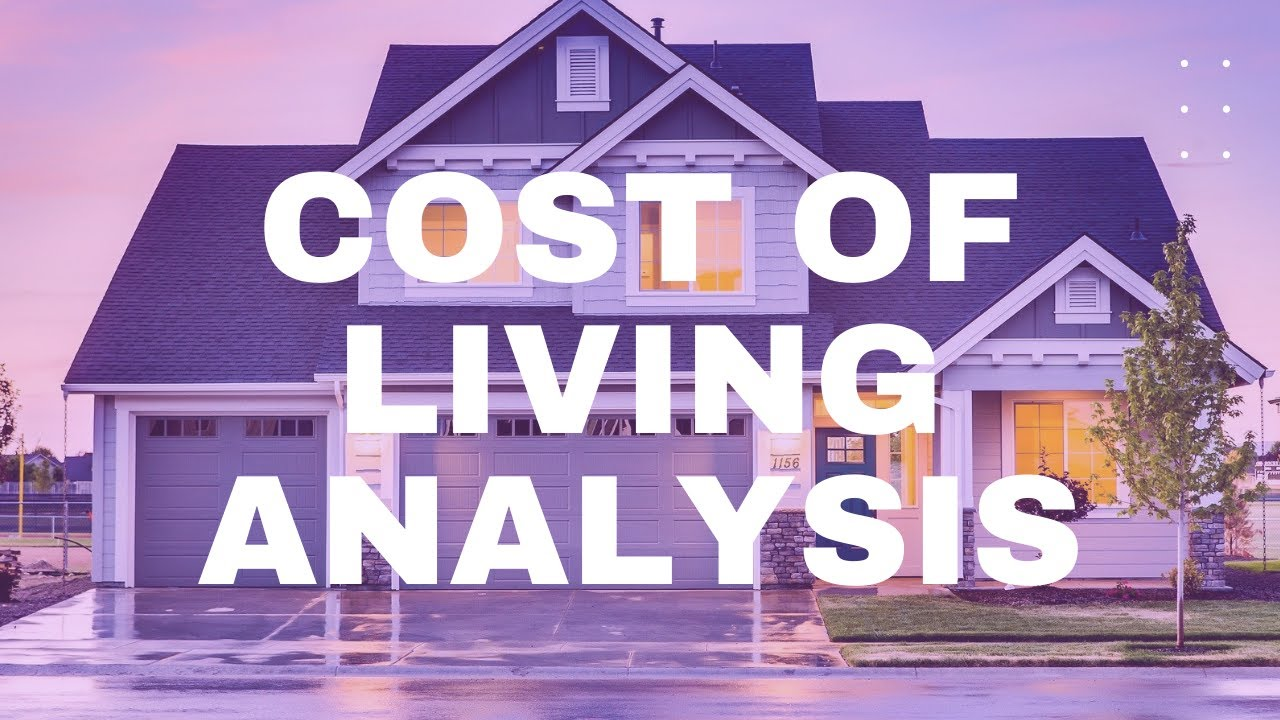 COST OF
LIVING
1156
ANALYSIS